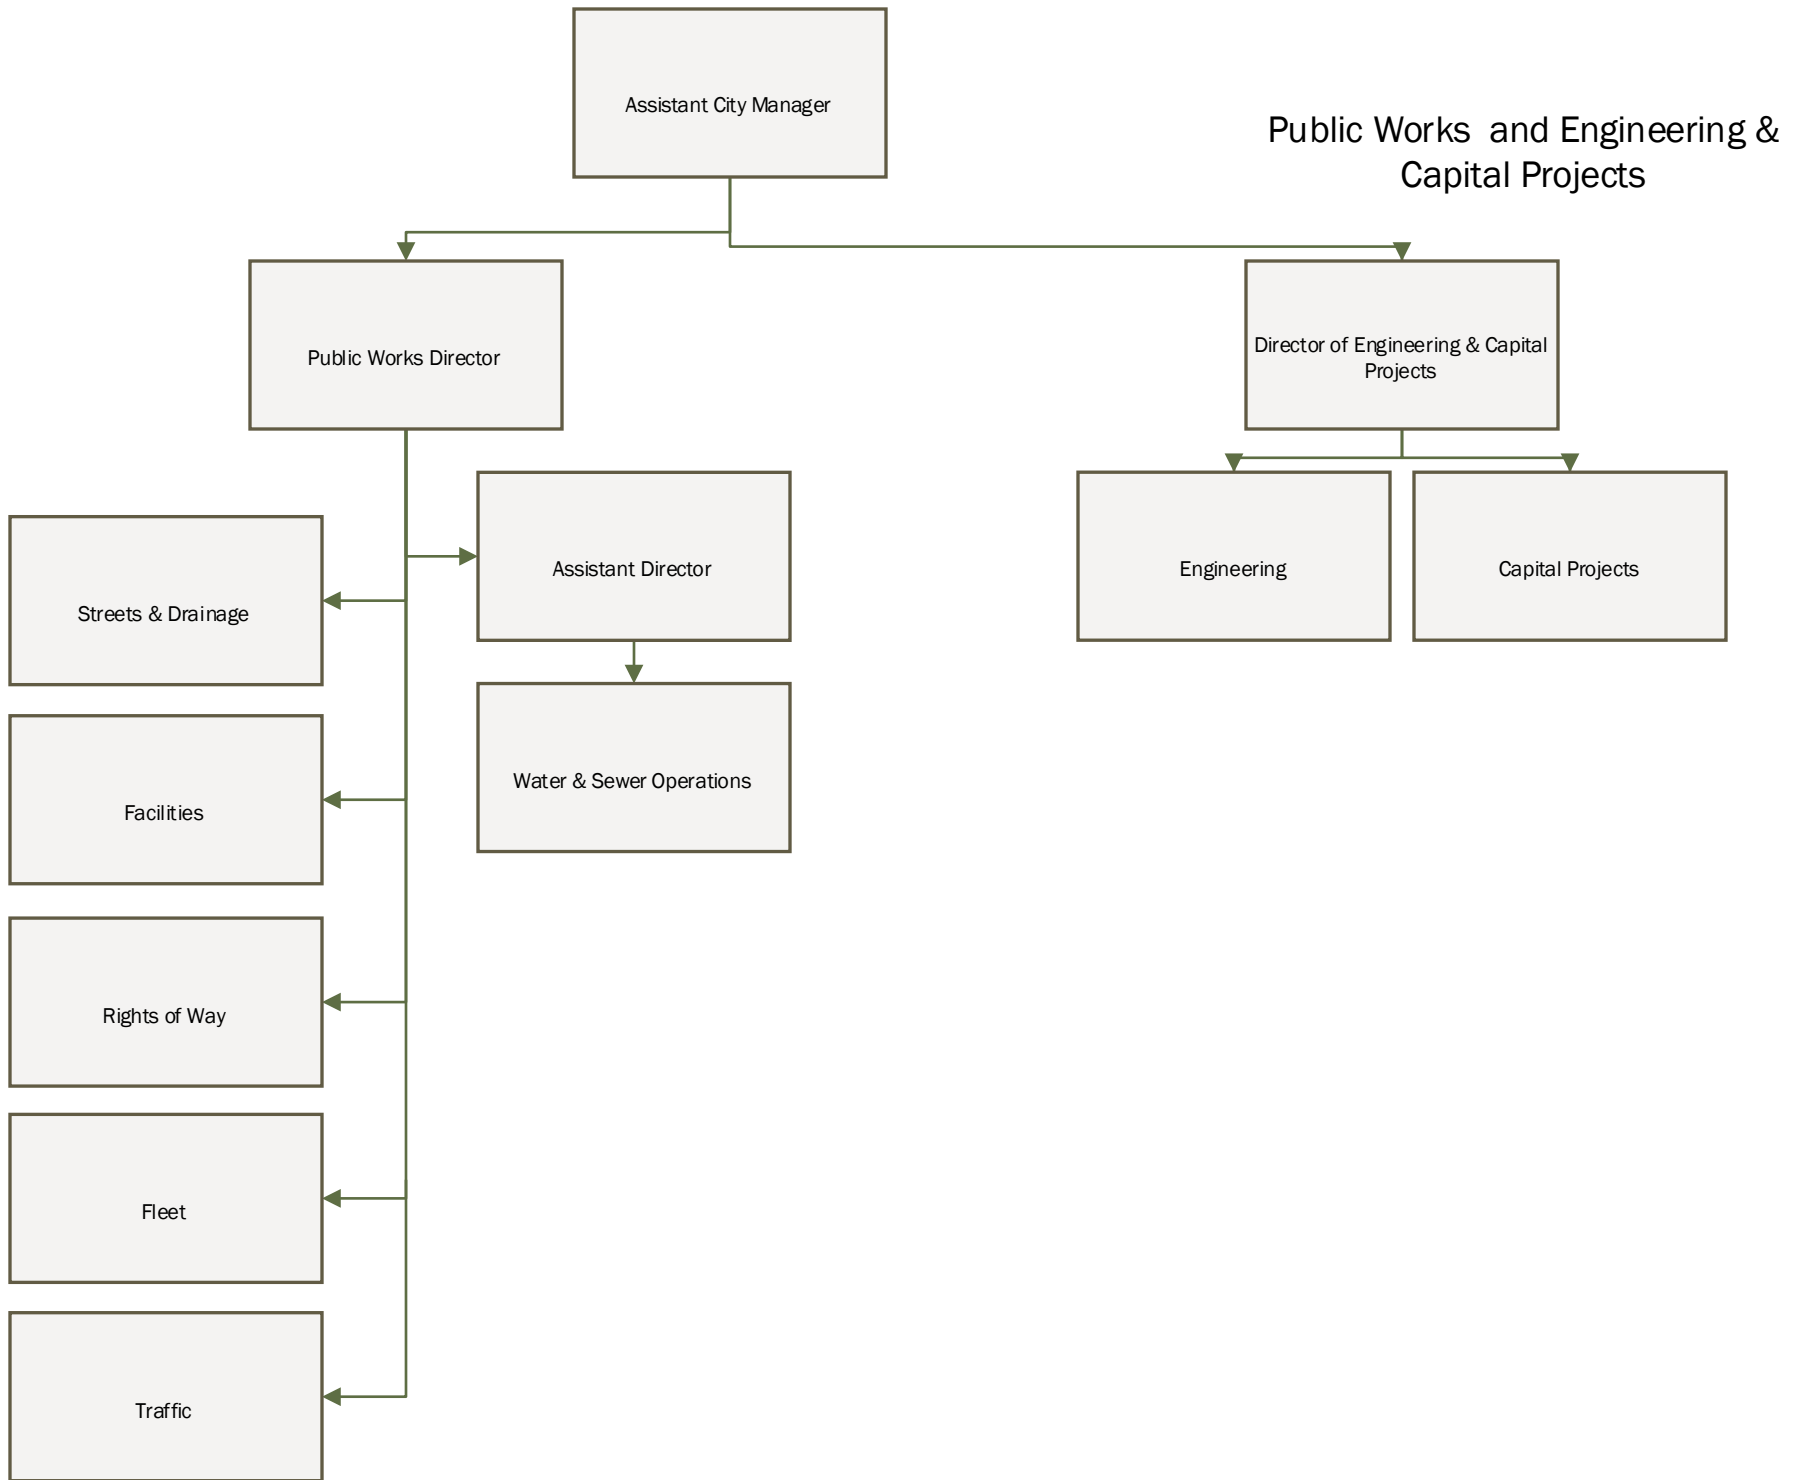 Assistant City Manager
Public Works and Engineering &
Capital Projects
Public Works Director
Director of Engineering & Capital
Projects
Streets & Drainage
Assistant Director
Engineering
Capital Projects
Facilities
Water & Sewer Operations
Rights of Way
Fleet
Traffic